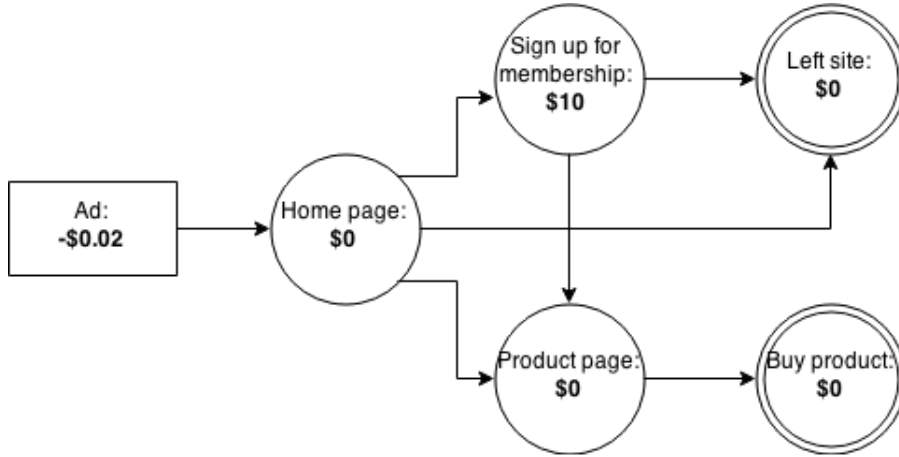 Sign up for
membership:
$10
Left site:
$0
Ad:
-$0.02
Home page:
$0
Product page:
$0
Buy product:
$0